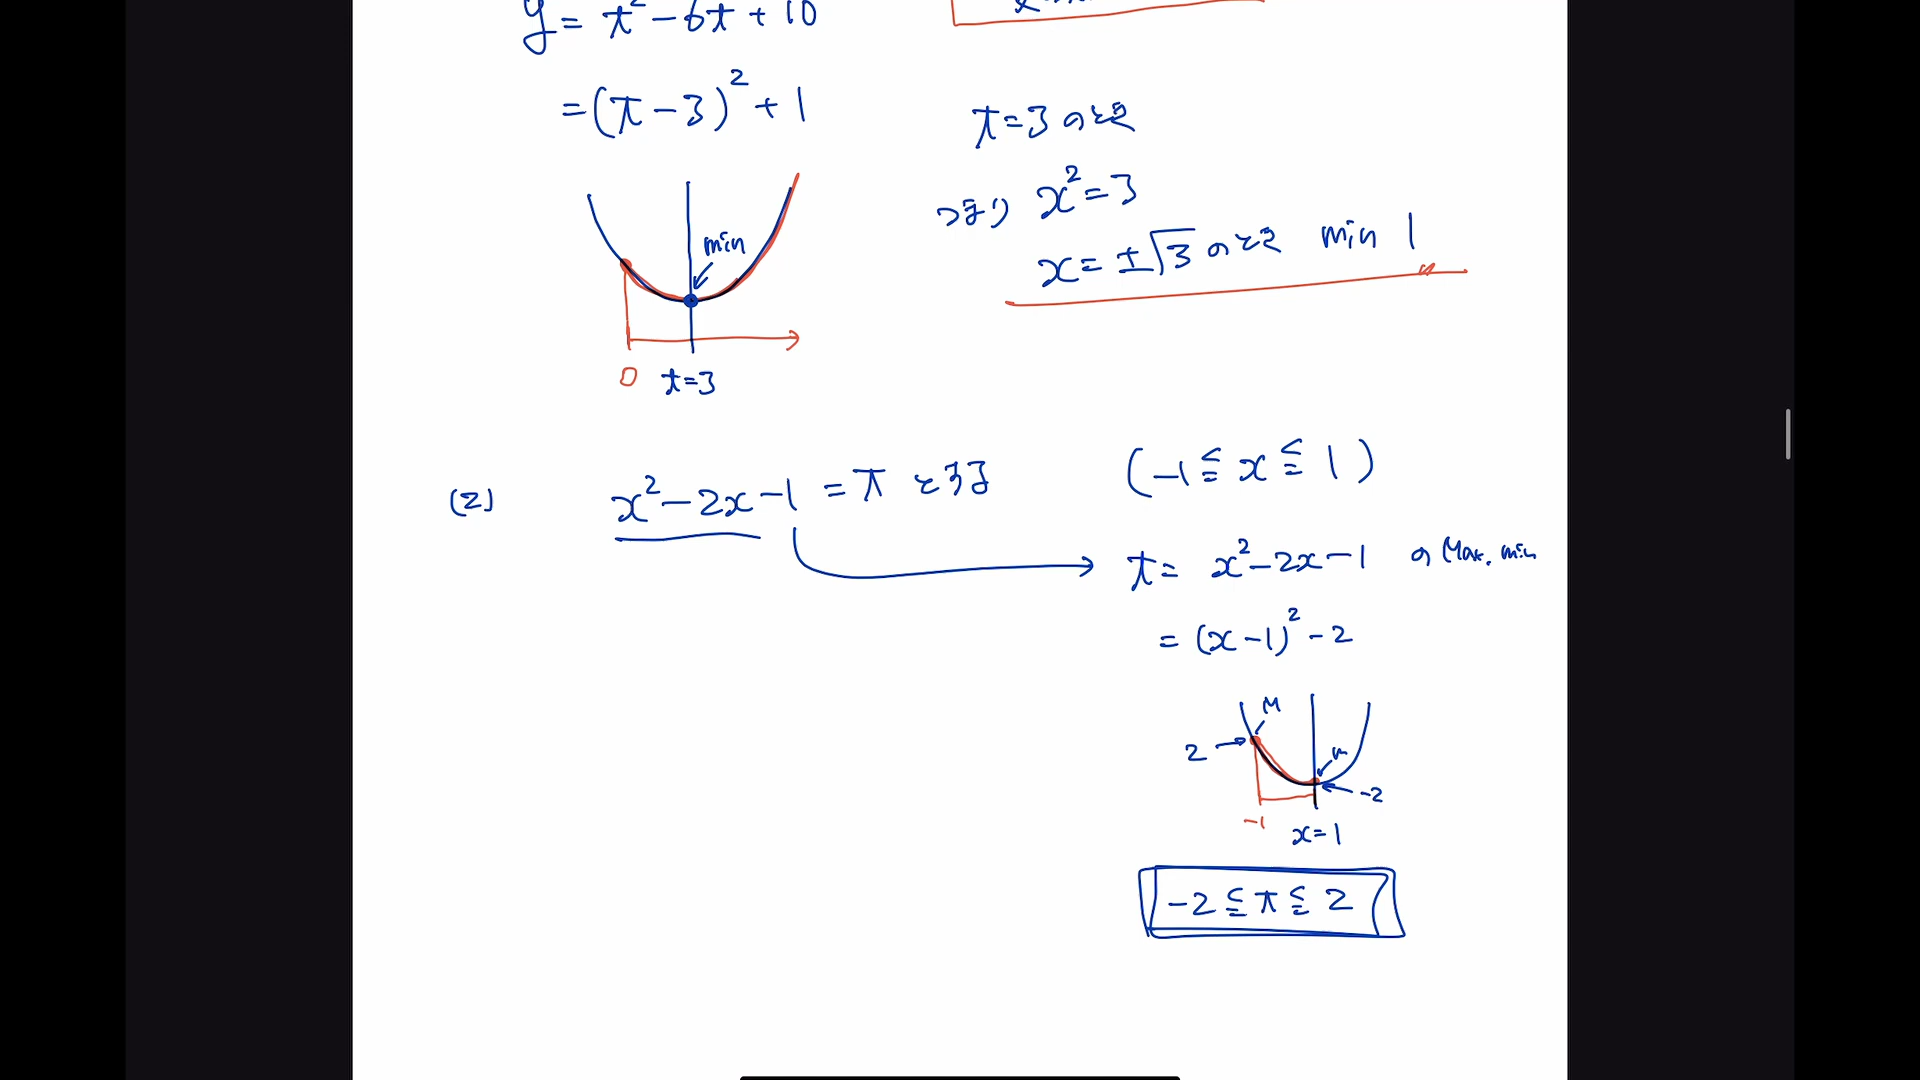 y = t² - 6t + 10
= (t - 3)² + 1
min
0 t=3
t=3 のとき
つまり x² = 3
x = ±√3 のとき min 1
(2) x² - 2x - 1 = t とする (-1 ≦ x ≦ 1)
t = x² - 2x - 1 の Max. min
= (x - 1)² - 2
M
2
m
-2
-1
x=1
-2 ≦ t ≦ 2